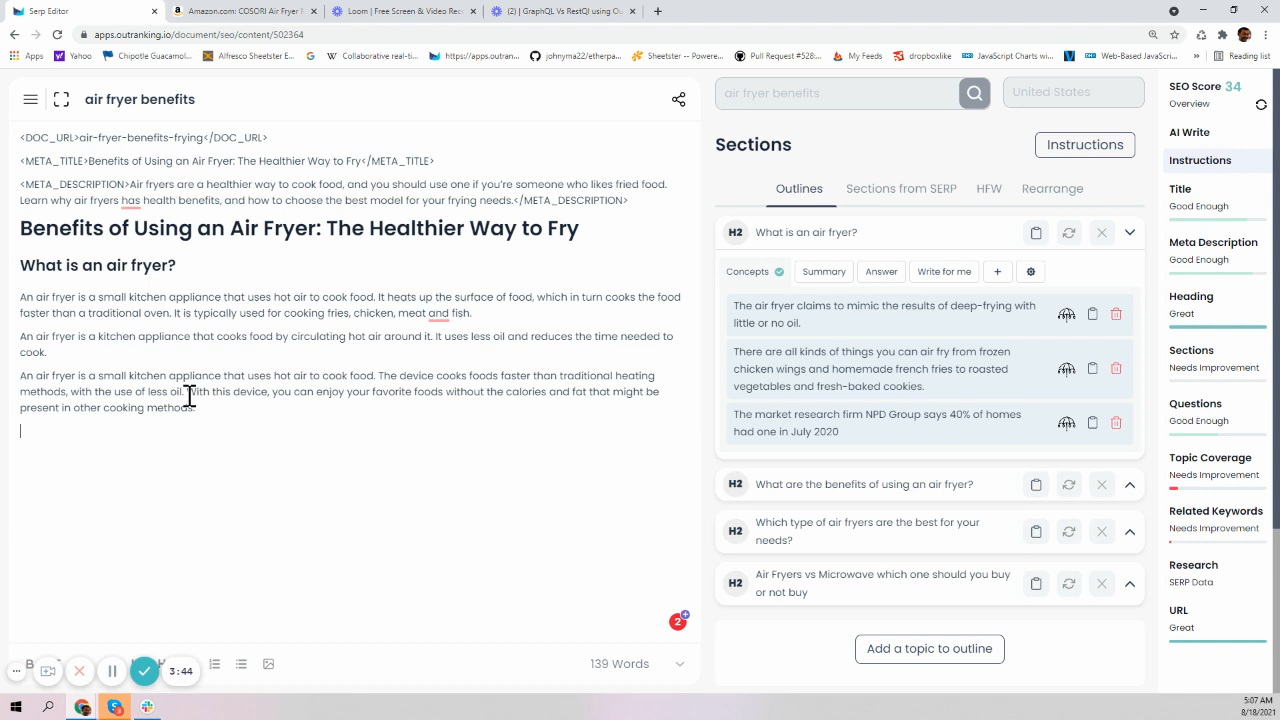 Serp Editor
Amazon.com: COSORI Air Fryer
Loom | Free Screen & Video Rec
(2) | GraphQL Vs RestQl using O
apps.outranking.io/document/seo/content/502364
Apps
Yahoo
Chipotle Guacamol
Alfresco Sheetster E
Collaborative real-ti
Sheetster
github.com/johnyma22/etherpa
Sheetster -- Powere
Pull Request #528:
My Feeds
dropboxlike
JavaScript Charts wi
V
Web-Based JavaScri
Reading list
air fryer benefits
<DOC_URL>air-fryer-benefits-frying</DOC_URL>
<META_TITLE>Benefits of Using an Air Fryer: The Healthier Way to Fry</META_TITLE>
<META_DESCRIPTION>Air fryers are a healthier way to cook food, and you should use one if you're someone who likes fried food.
Learn why air fryers has health benefits, and how to choose the best model for your frying needs.</META_DESCRIPTION>
Benefits of Using an Air Fryer: The Healthier Way to Fry
What is an air fryer?
An air fryer is a small kitchen appliance that uses hot air to cook food. It heats up the surface of food, which in turn cooks the food
faster than a traditional oven. It is typically used for cooking fries, chicken, meat and fish.
An air fryer is a kitchen appliance that cooks food by circulating hot air around it. It uses less oil and reduces the time needed to
cook.
An air fryer is a small kitchen appliance that uses hot air to cook food. The device cooks foods faster than traditional heating
methods, with the use of less oil. With this device, you can enjoy your favorite foods without the calories and fat that might be
present in other cooking methods.
2
139 Words
3:44
air fryer benefits
United States
Sections
Instructions
Outlines
Sections from SERP
HFW
Rearrange
H2
What is an air fryer?
Concepts
Summary
Answer
Write for me
+
The air fryer claims to mimic the results of deep-frying with
little or no oil.
There are all kinds of things you can air fry from frozen
chicken wings and homemade french fries to roasted
vegetables and fresh-baked cookies.
The market research firm NPD Group says 40% of homes
had one in July 2020
H2
What are the benefits of using an air fryer?
H2
Which type of air fryers are the best for your
needs?
H2
Air Fryers vs Microwave which one should you buy
or not buy
Add a topic to outline
SEO Score 34
Overview
AI Write
Instructions
Title
Good Enough
Meta Description
Good Enough
Heading
Great
Sections
Needs Improvement
Questions
Good Enough
Topic Coverage
Needs Improvement
Related Keywords
Needs Improvement
Research
SERP Data
URL
Great
5:07 AM
8/18/2021